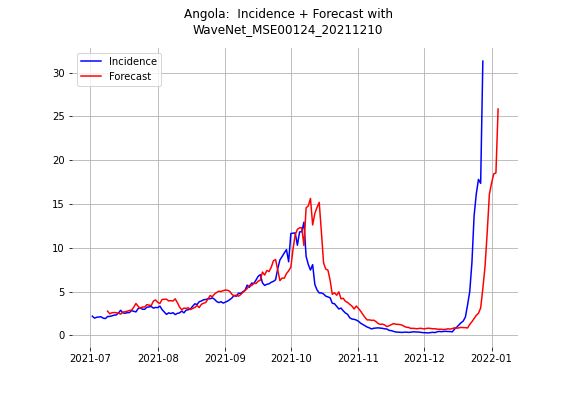 Angola:  Incidence + Forecast with
WaveNet_MSE00124_20211210
Incidence
Forecast
30
25
20
15
10
5
0
2021-07 2021-08 2021-09 2021-10 2021-11 2021-12 2022-01